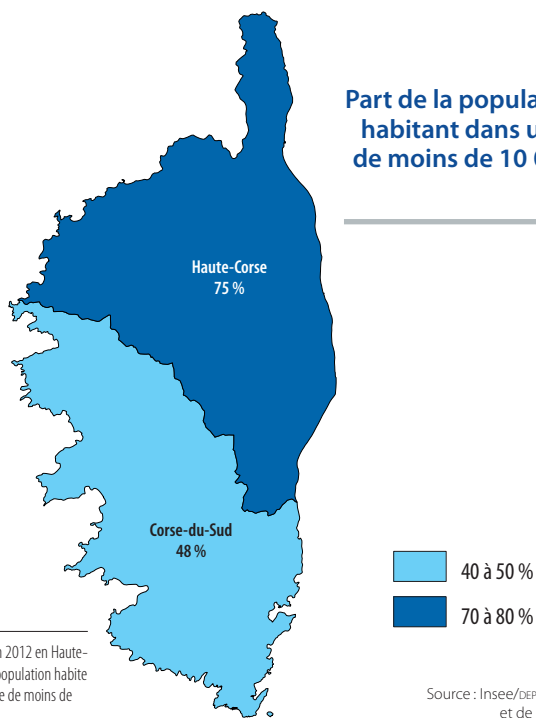 Part de la popula
habitant dans u
de moins de 10
Haute-Corse
75 %
Corse-du-Sud
48 %
40 à 50 %
70 à 80 %
2012 en Haute-
population habite
de moins de
Source : Insee/DEP
et de